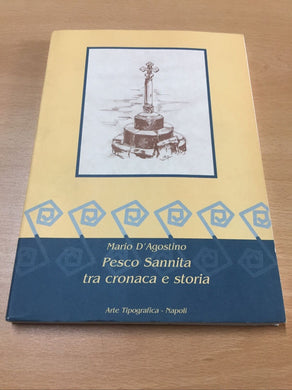 Mario D'Agostino
Pesco Sannita
tra cronaca e storia
Arte Tipografica - Napoli